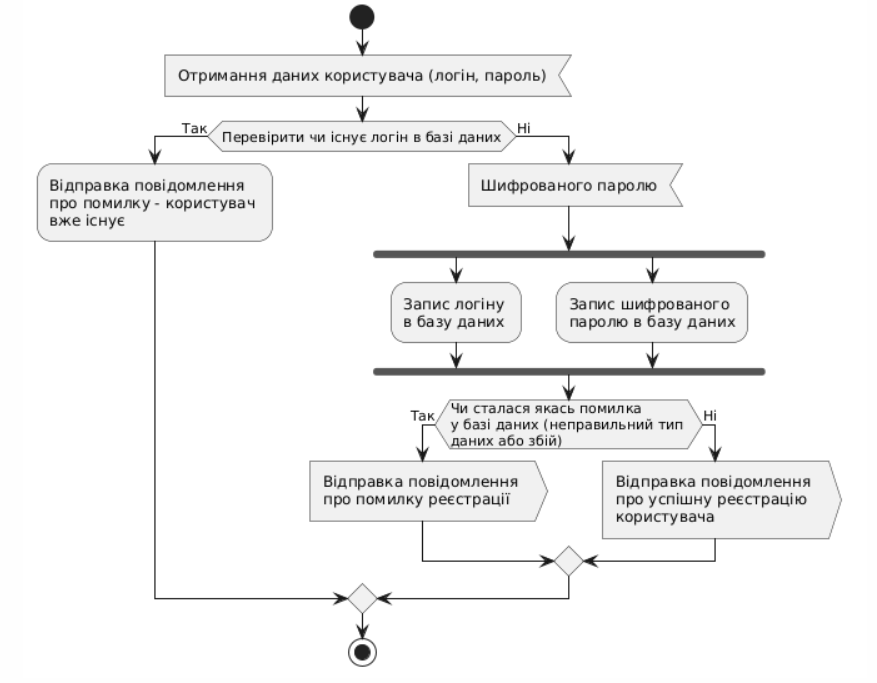 Отримання даних користувача (логін, пароль)
Так
Перевірити чи існує логін в базі даних
Ні
Відправка повідомлення
про помилку - користувач
вже існує
Шифрованого паролю
Запис логіну
в базу даних
Запис шифрованого
паролю в базу даних
Так
Чи сталася якась помилка
у базі даних (неправильний тип
даних або збій)
Ні
Відправка повідомлення
про помилку реєстрації
Відправка повідомлення
про успішну реєстрацію
користувача